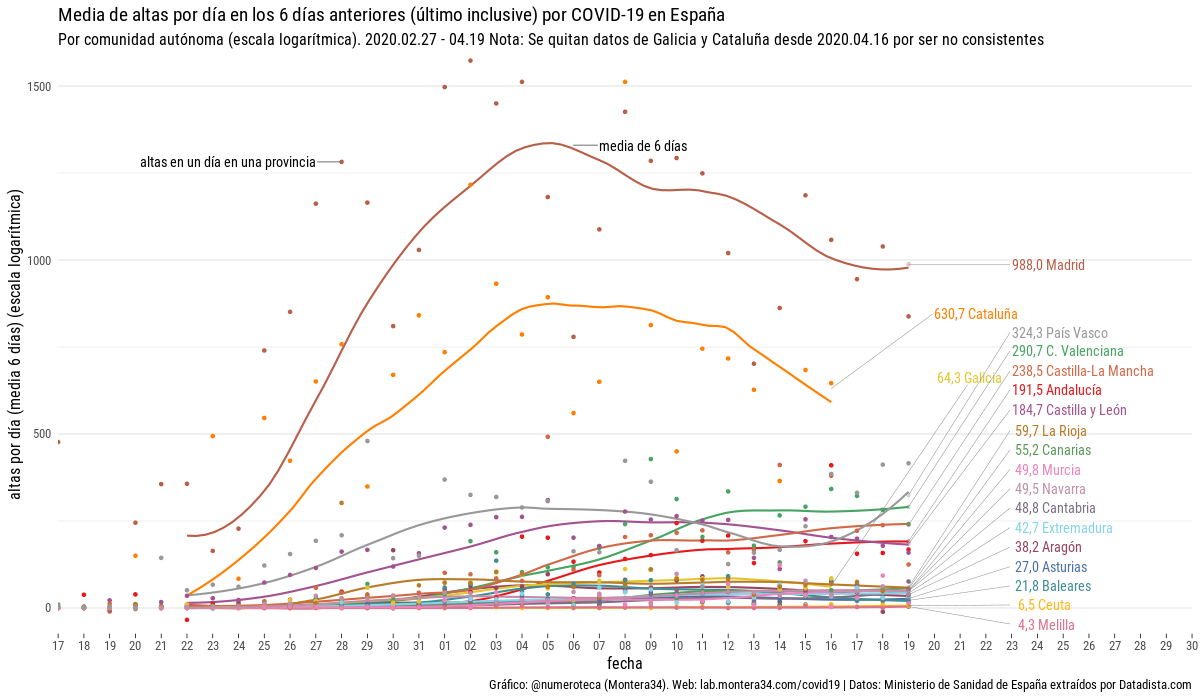 Media de altas por día en los 6 días anteriores (último inclusive) por COVID-19 en España
Por comunidad autónoma (escala logarítmica). 2020.02.27 - 04.19 Nota: Se quitan datos de Galicia y Cataluña desde 2020.04.16 por ser no consistentes
altas por día (media 6 días) (escala logarítmica)
1500
1000
500
0
altas en un día en una provincia
media de 6 días
988,0 Madrid
630,7 Cataluña
324,3 País Vasco
290,7 C. Valenciana
238,5 Castilla-La Mancha
64,3 Galicia
191,5 Andalucía
184,7 Castilla y León
59,7 La Rioja
55,2 Canarias
49,8 Murcia
49,5 Navarra
48,8 Cantabria
42,7 Extremadura
38,2 Aragón
27,0 Asturias
21,8 Baleares
6,5 Ceuta
4,3 Melilla
17 18 19 20 21 22 23 24 25 26 27 28 29 30 31 01 02 03 04 05 06 07 08 09 10 11 12 13 14 15 16 17 18 19 20 21 22 23 24 25 26 27 28 29 30
fecha
Gráfico: @numeroteca (Montera34). Web: lab.montera34.com/covid19 | Datos: Ministerio de Sanidad de España extraídos por Datadista.com